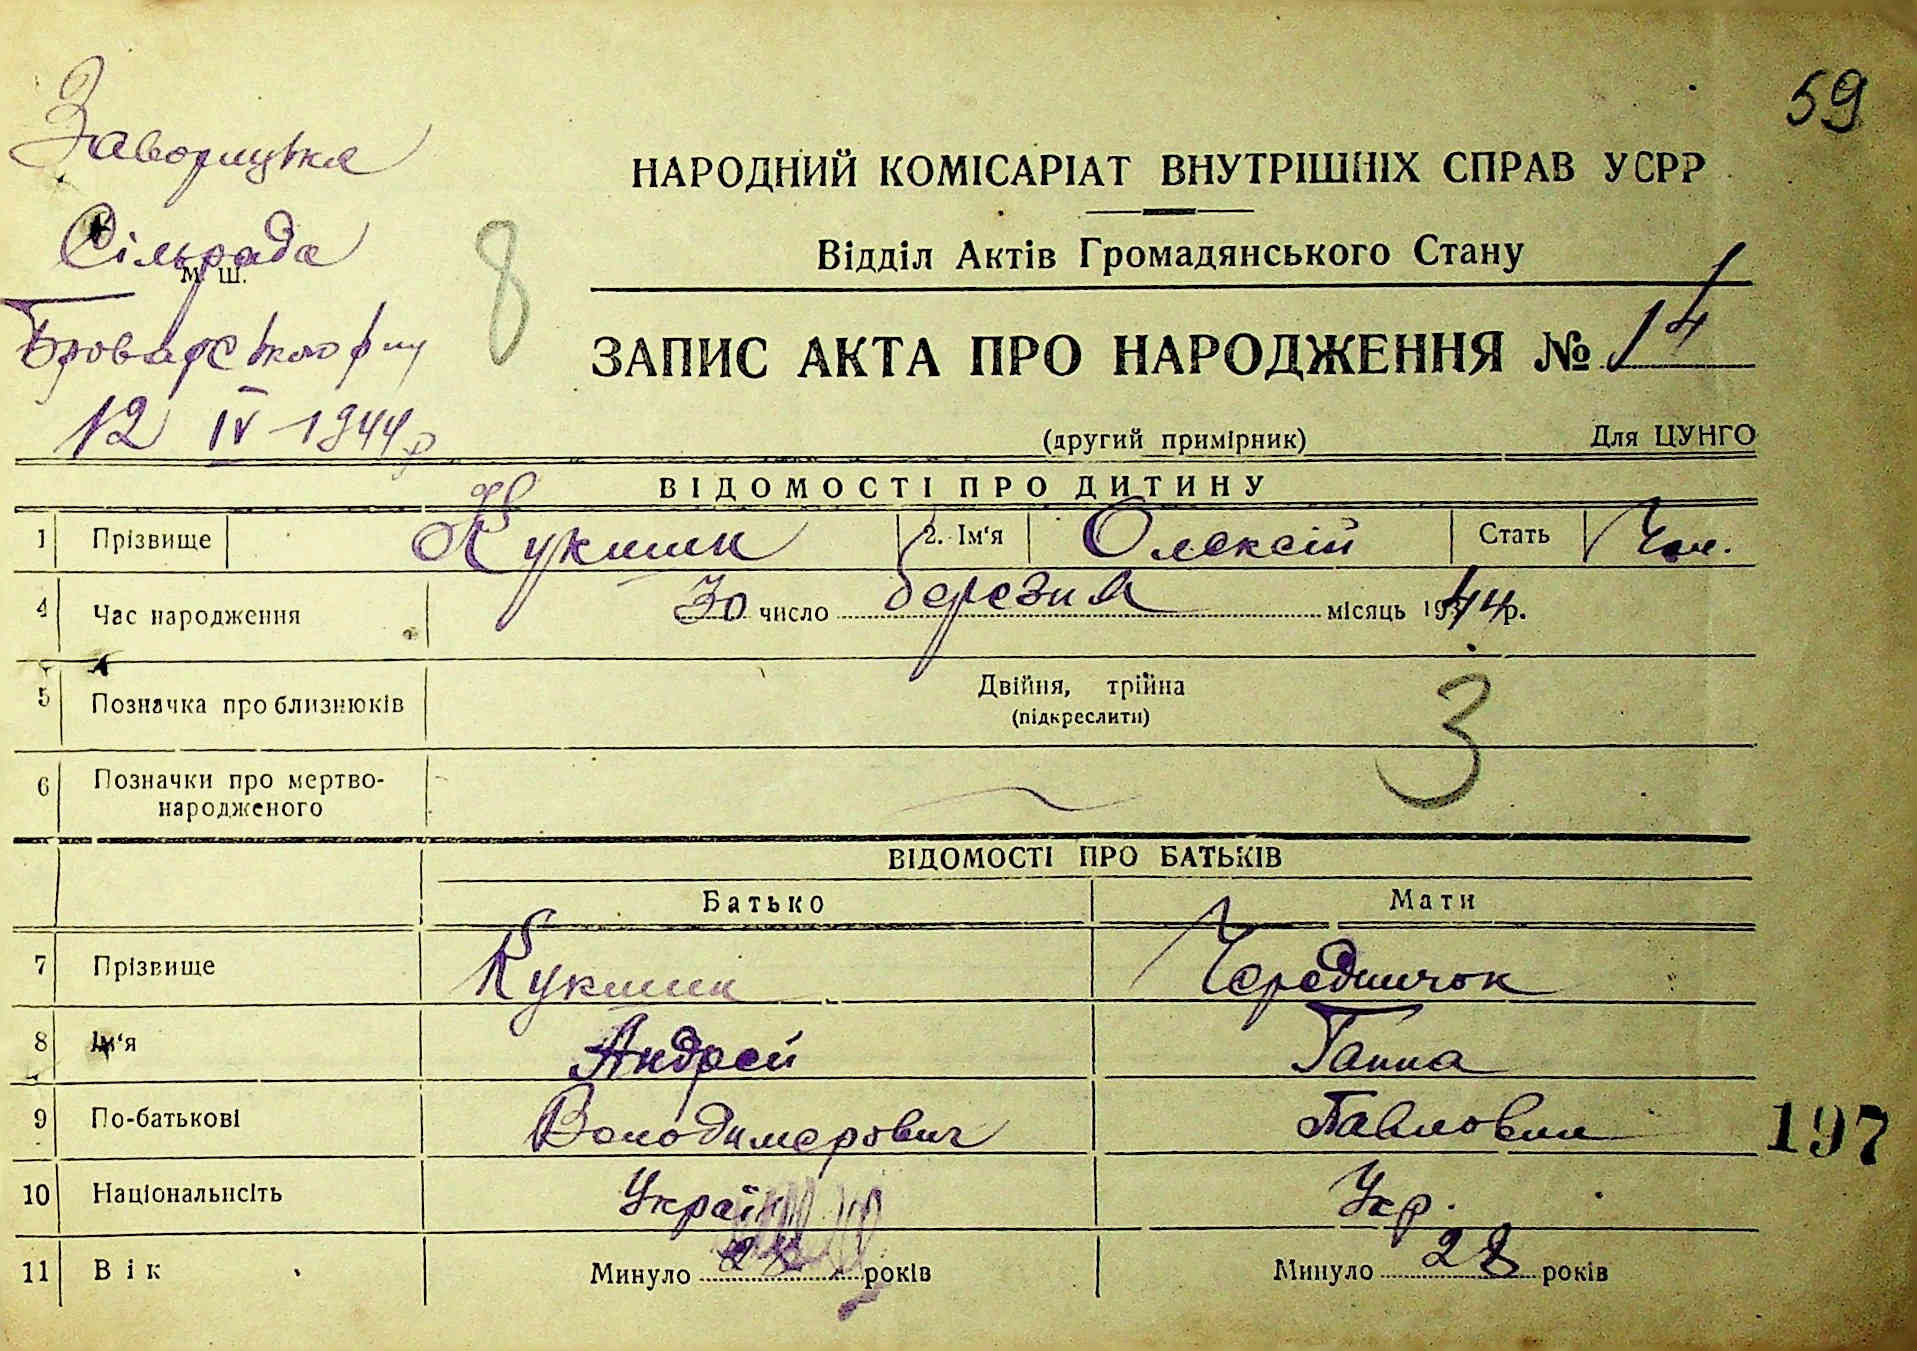 59
Заворицька
Сільрада
М. Ш.
Броварського р-ну
12 IV 1944р
8
НАРОДНИЙ КОМІСАРІАТ ВНУТРІШНІХ СПРАВ УСРР
Відділ Актів Громадянського Стану
ЗАПИС АКТА ПРО НАРОДЖЕННЯ № 14
(другий примірник) Для ЦУНГО
ВІДОМОСТІ ПРО ДИТИНУ
1 Прізвище Кукшин 2. Ім‘я Олексій Стать Чол.
4 Час народження 30 число березня місяць 1944р.
5 Позначка про близнюків Двійня, трійна
(підкреслити)
3
6 Позначки про мертво-
народженого
ВІДОМОСТІ ПРО БАТЬКІВ
Батько Мати
7 Прізвище Кукшин Чередничок
8 Ім‘я Андрей Ганна
9 По-батькові Володимерович Павловна
197
10 Національнсіть Україн Укр.
11 Вік Минуло років Минуло 28 років